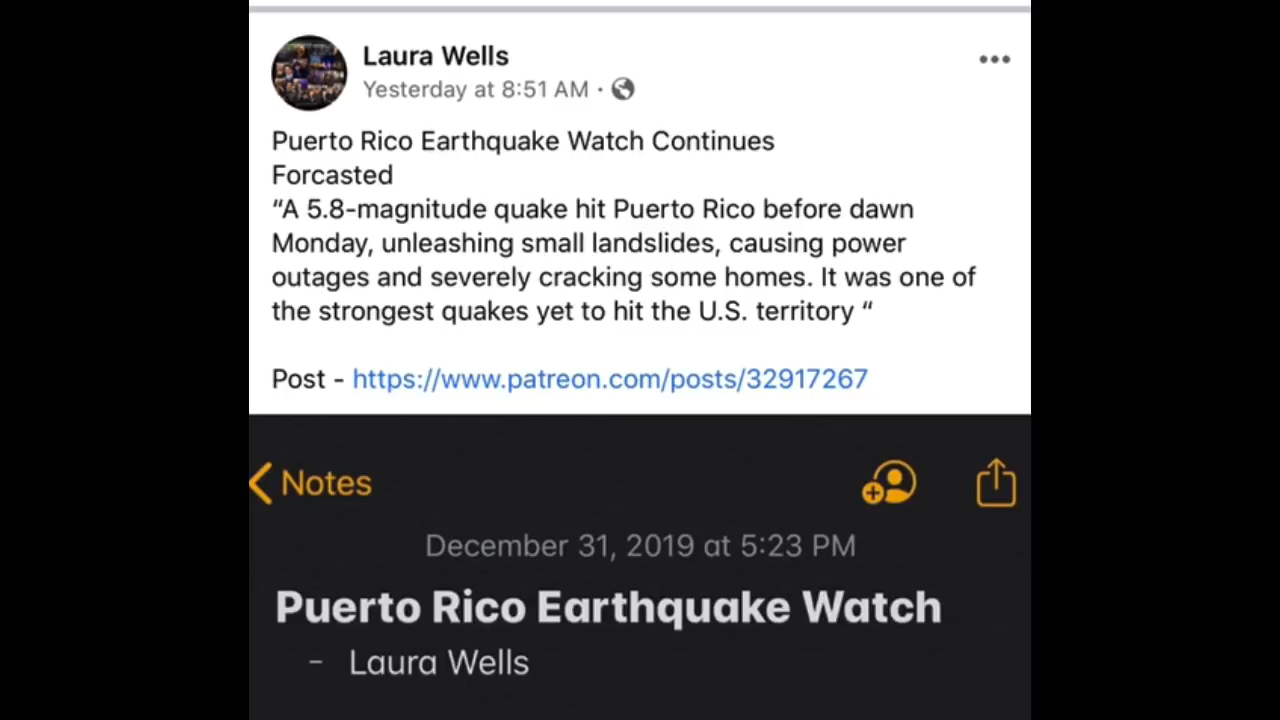 Laura Wells
Yesterday at 8:51 AM ·
Puerto Rico Earthquake Watch Continues
Forcasted
“A 5.8-magnitude quake hit Puerto Rico before dawn
Monday, unleashing small landslides, causing power
outages and severely cracking some homes. It was one of
the strongest quakes yet to hit the U.S. territory “
Post - https://www.patreon.com/posts/32917267
Notes
December 31, 2019 at 5:23 PM
Puerto Rico Earthquake Watch
- Laura Wells